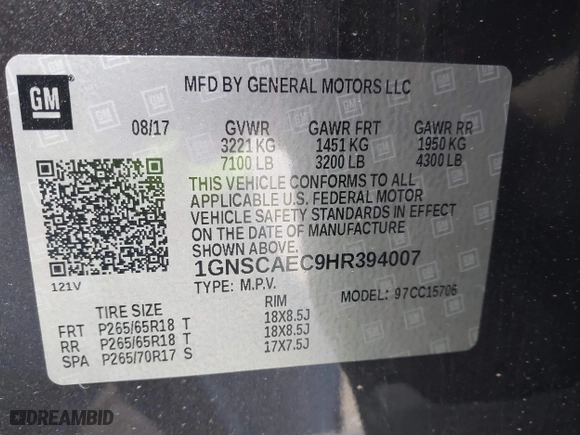 GM
MFD BY GENERAL MOTORS LLC
08/17 GVWR GAWR FRT GAWR RR
3221 KG 1451 KG 1950 KG
7100 LB 3200 LB 4300 LB
THIS VEHICLE CONFORMS TO ALL
APPLICABLE U.S. FEDERAL MOTOR
VEHICLE SAFETY STANDARDS IN EFFECT
ON THE DATE OF MANUFACTURE
SHOWN ABOVE.
1GNSCAEC9HR394007
121V
TYPE: M.P.V. MODEL: 97CC15706
TIRE SIZE RIM
FRT P265/65R18 T 18X8.5J
RR P265/65R18 T 18X8.5J
SPA P265/70R17 S 17X7.5J
DREAMBID